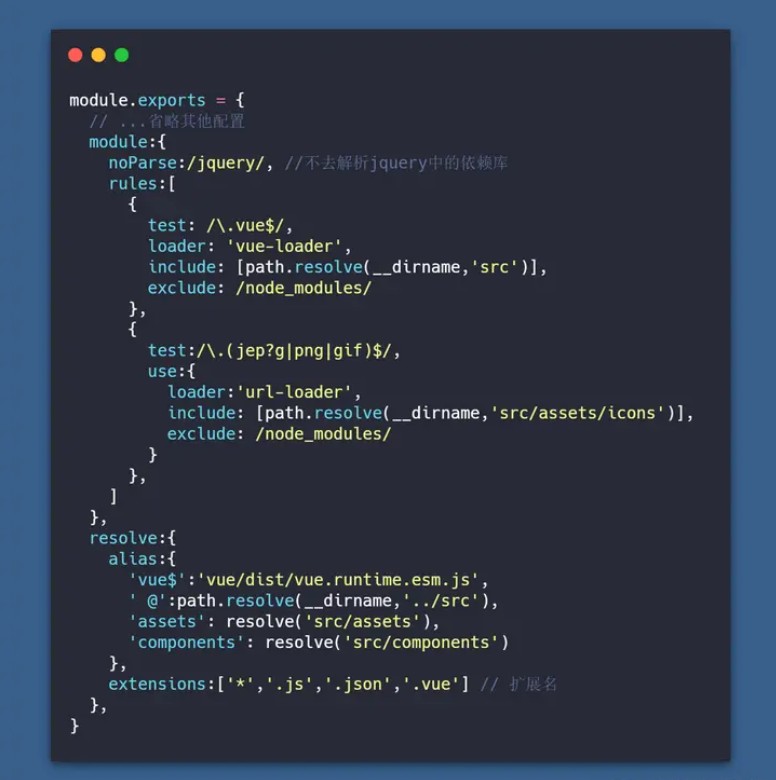 module.exports = {
  // ...省略其他配置
  module:{
    noParse:/jquery/, //不去解析jquery中的依赖库
    rules:[
      {
        test: /\.vue$/,
        loader: 'vue-loader',
        include: [path.resolve(__dirname,'src')],
        exclude: /node_modules/
      },
      {
        test:/\.(jep?g|png|gif)$/,
        use:{
          loader:'url-loader',
          include: [path.resolve(__dirname,'src/assets/icons')],
          exclude: /node_modules/
        }
      },
    ]
  },
  resolve:{
    alias:{
      'vue$':'vue/dist/vue.runtime.esm.js',
      ' @':path.resolve(__dirname,'../src'),
      'assets': resolve('src/assets'),
      'components': resolve('src/components')
    },
    extensions:['*','.js','.json','.vue'] // 扩展名
  },
}